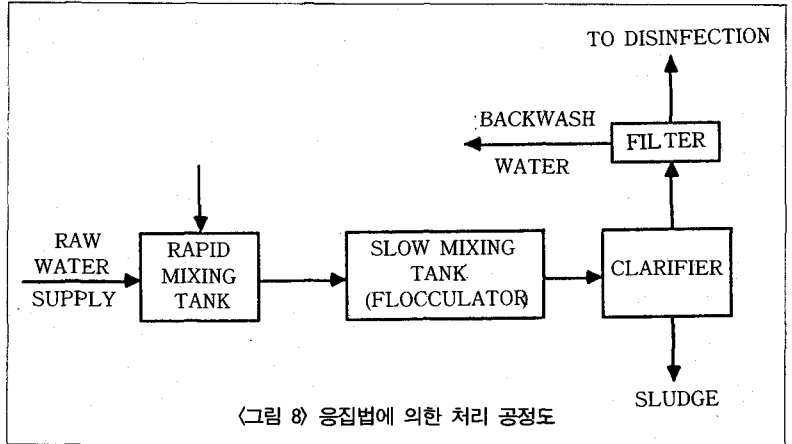 TO DISINFECTION
BACKWASH
WATER
FILTER
RAW
WATER
SUPPLY
RAPID
MIXING
TANK
SLOW MIXING
TANK
(FLOCCULATOR)
CLARIFIER
SLUDGE
〈그림 8〉 응집법에 의한 처리 공정도